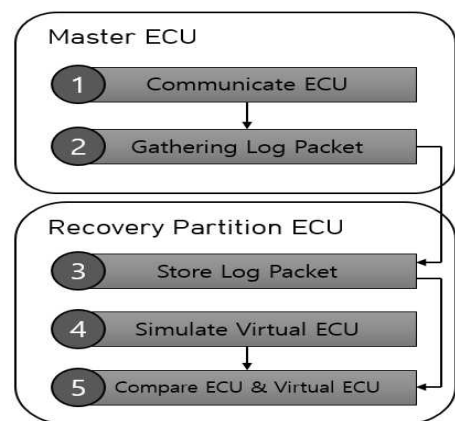 Master ECU
1 Communicate ECU
2 Gathering Log Packet
Recovery Partition ECU
3 Store Log Packet
4 Simulate Virtual ECU
5 Compare ECU & Virtual ECU